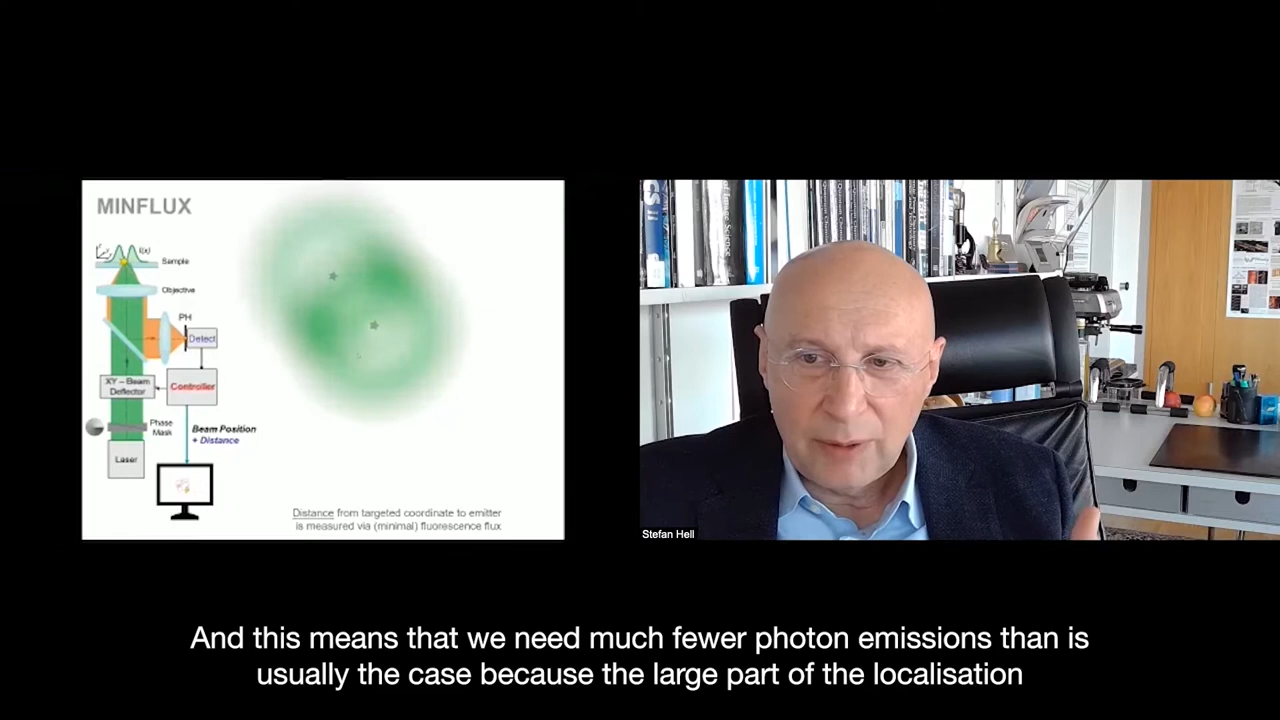 MINFLUX
I(x)
Sample
Objective
PH
Detect
XY – Beam
Deflector
Controller
Phase
Mask
Beam Position
+ Distance
Laser
Distance from targeted coordinate to emitter
is measured via (minimal) fluorescence flux
Stefan Hell
And this means that we need much fewer photon emissions than is
usually the case because the large part of the localisation